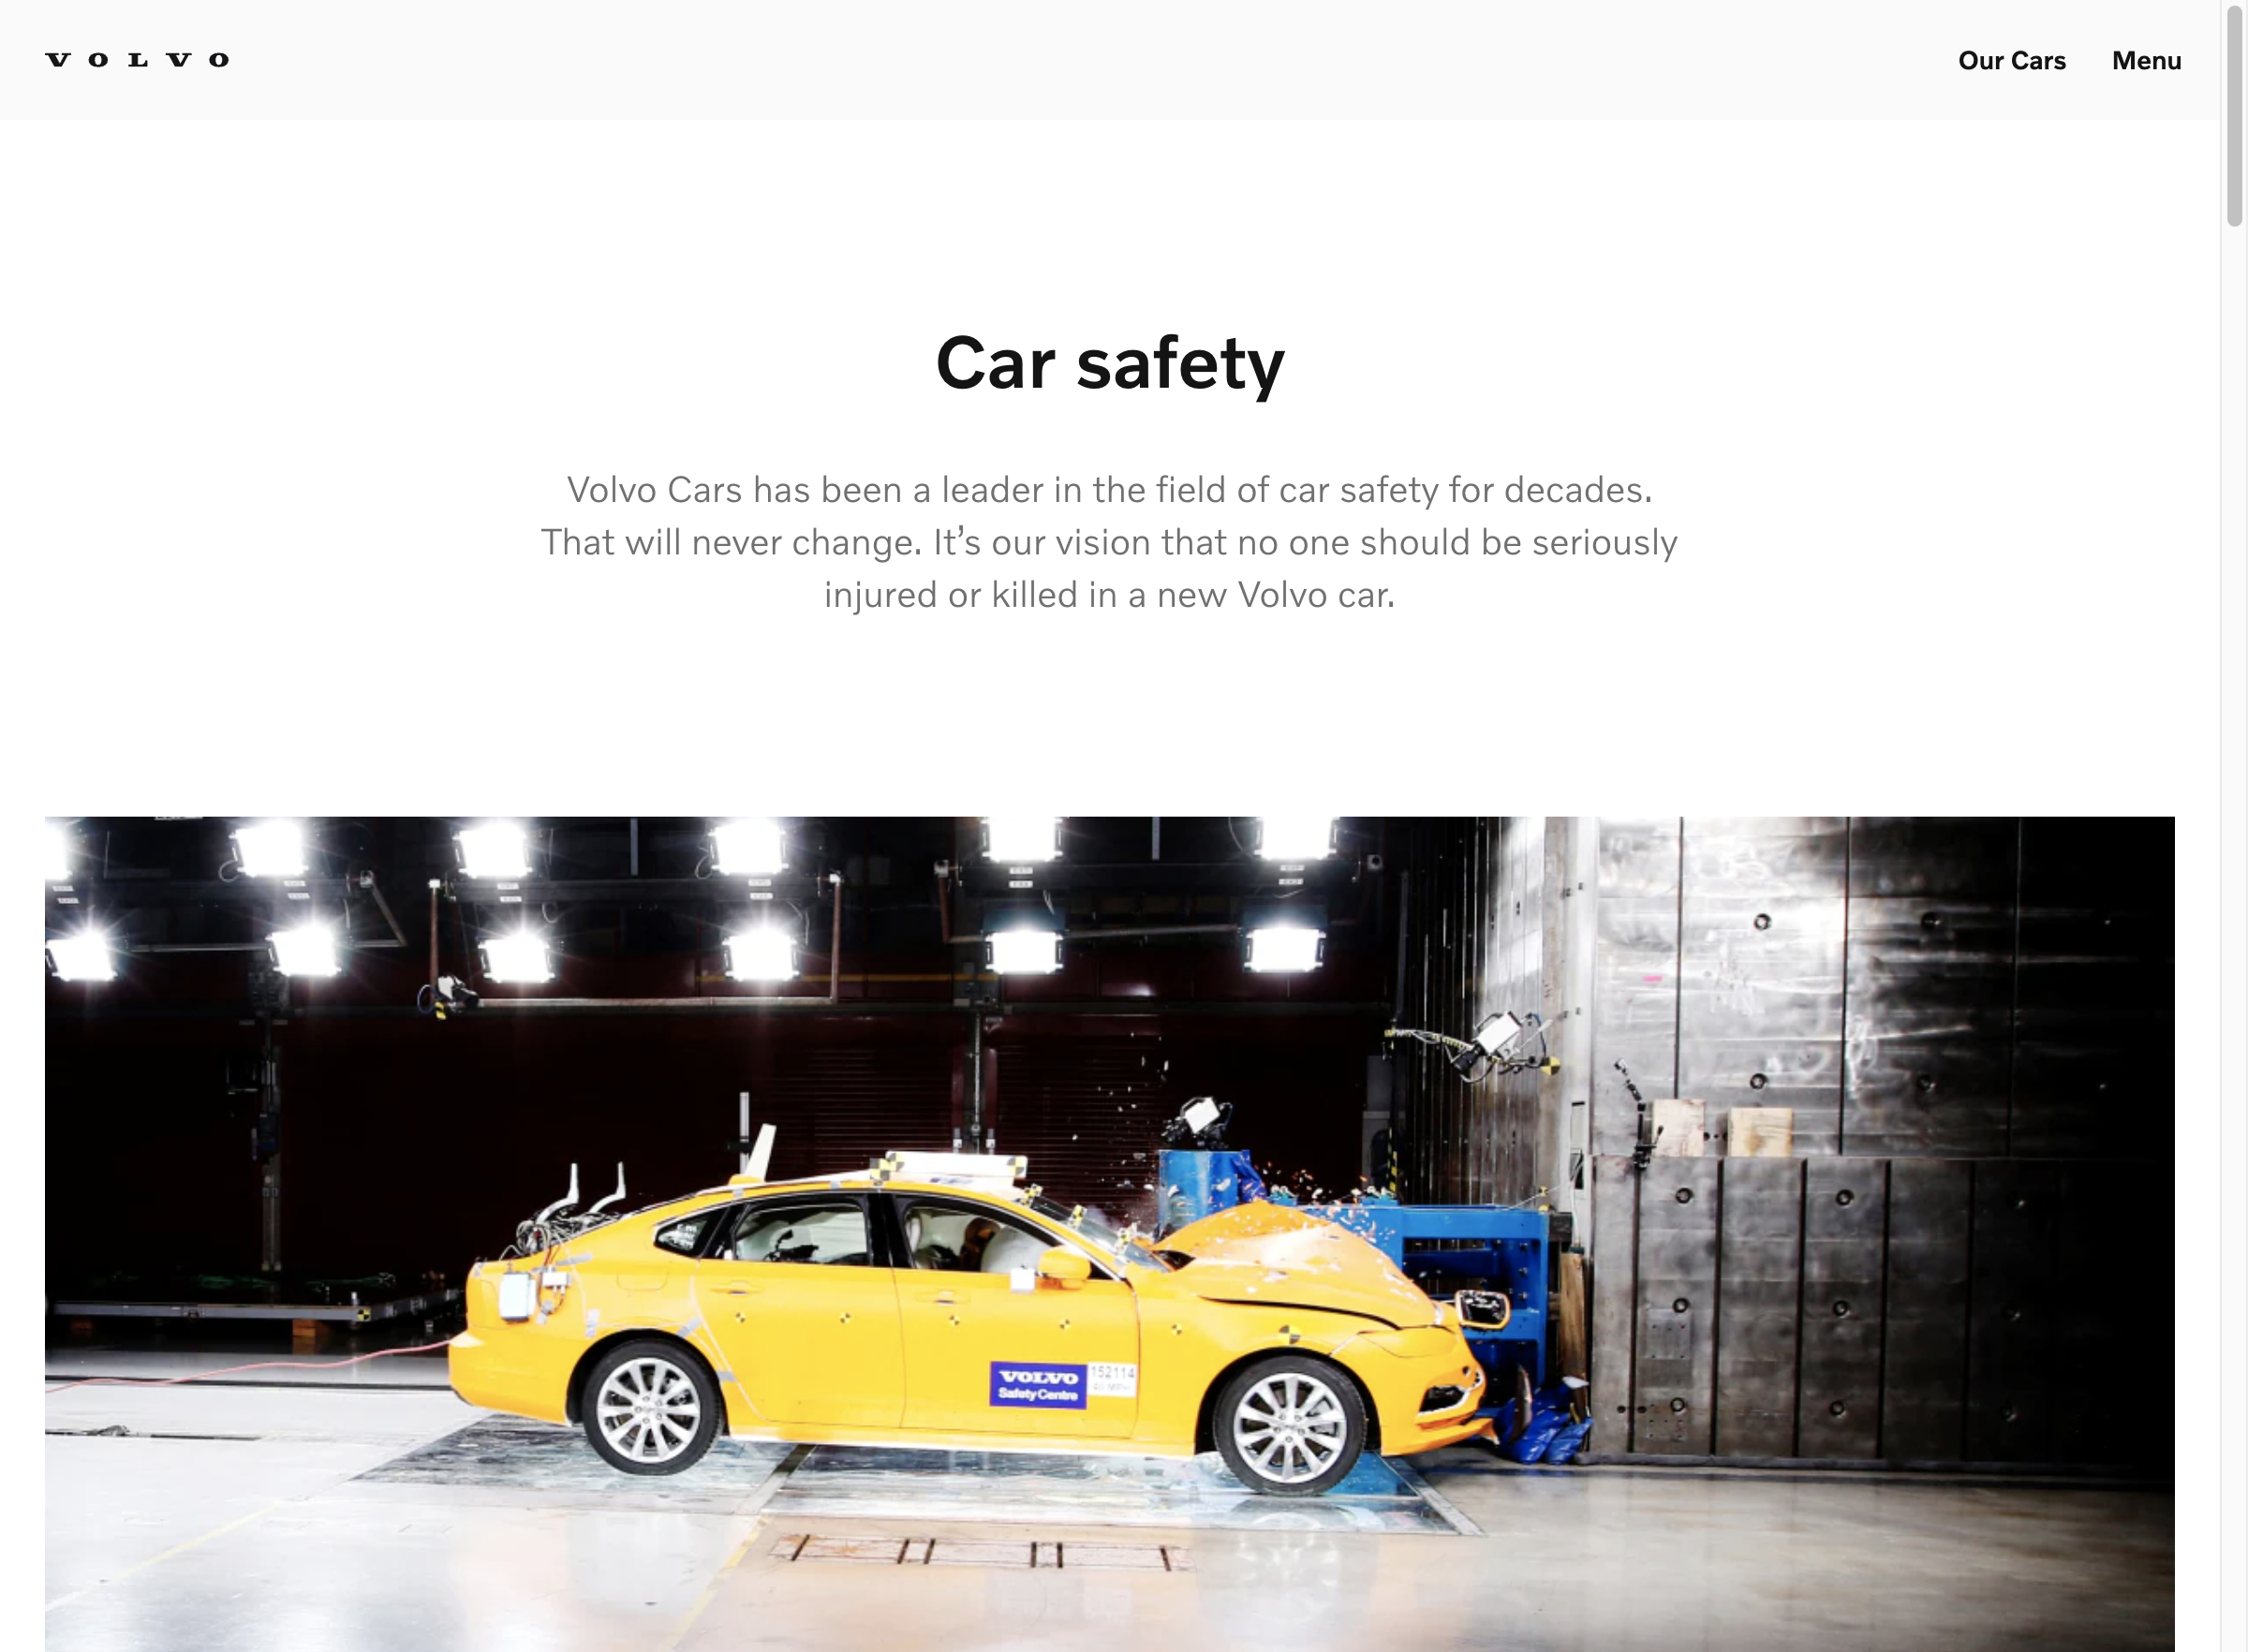 VOLVO
Our Cars
Menu
Car safety
Volvo Cars has been a leader in the field of car safety for decades.
That will never change. It’s our vision that no one should be seriously
injured or killed in a new Volvo car.
VOLVO
Safety Centre
152114
40 MPH